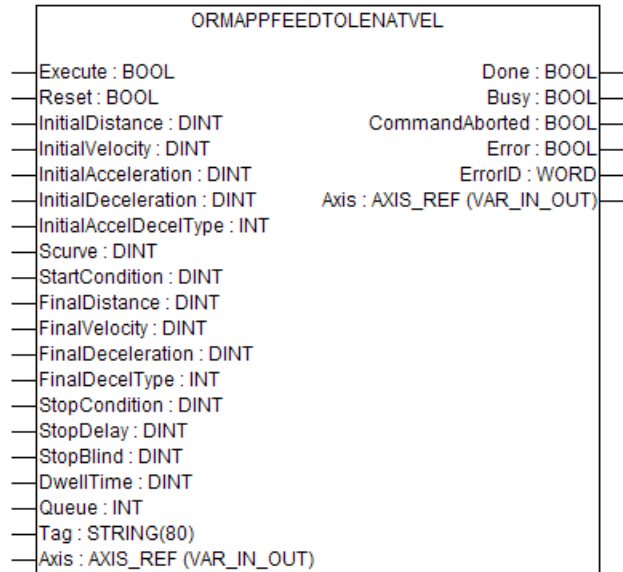 ORMAPPFEEDTOLENATVEL
Execute : BOOL Done : BOOL
Reset : BOOL Busy : BOOL
InitialDistance : DINT CommandAborted : BOOL
InitialVelocity : DINT Error : BOOL
InitialAcceleration : DINT ErrorID : WORD
InitialDeceleration : DINT Axis : AXIS_REF (VAR_IN_OUT)
InitialAccelDecelType : INT
Scurve : DINT
StartCondition : DINT
FinalDistance : DINT
FinalVelocity : DINT
FinalDeceleration : DINT
FinalDecelType : INT
StopCondition : DINT
StopDelay : DINT
StopBlind : DINT
DwellTime : DINT
Queue : INT
Tag : STRING(80)
Axis : AXIS_REF (VAR_IN_OUT)